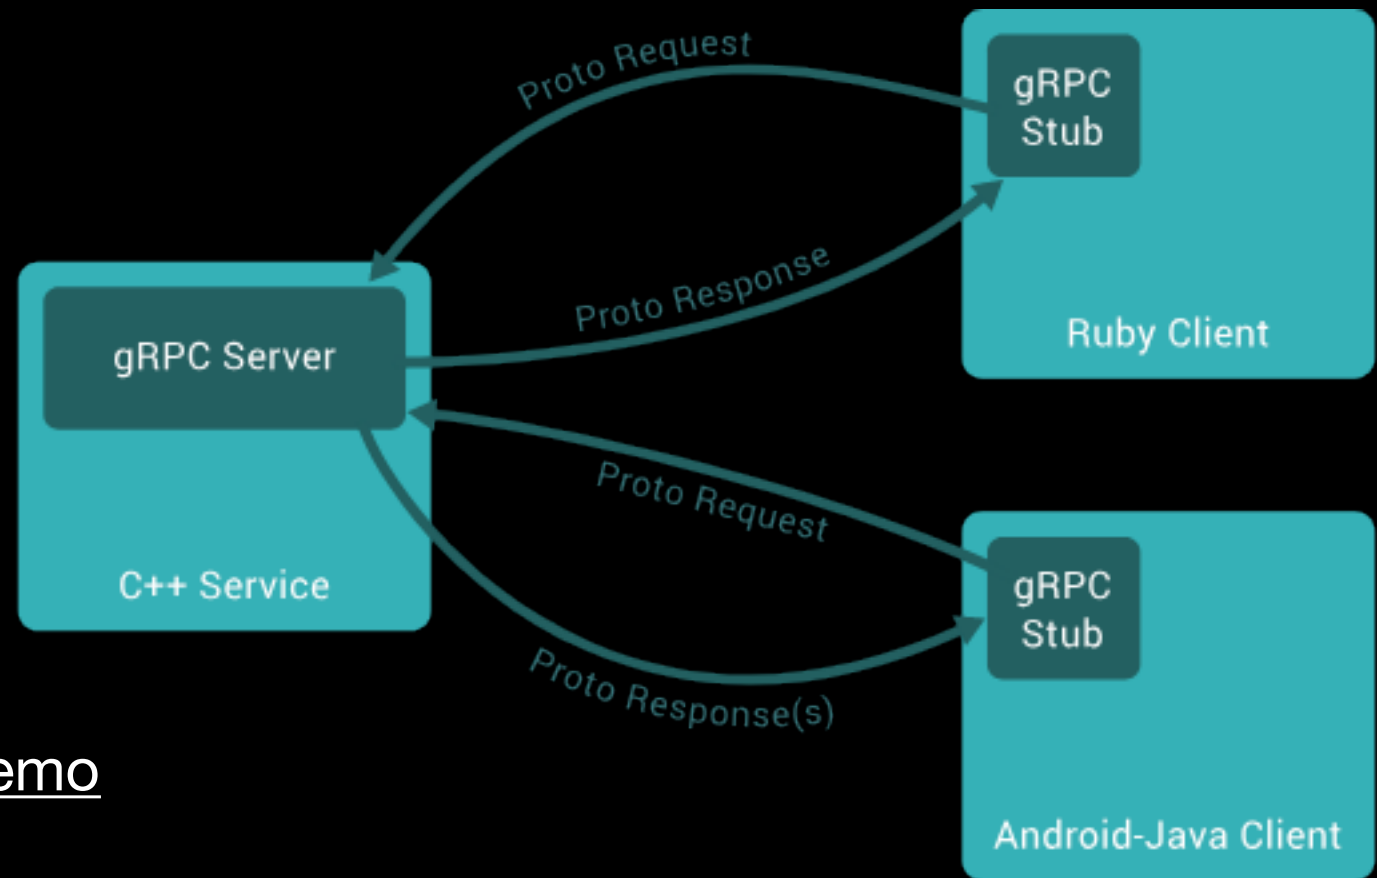 Proto Request
gRPC
Stub
Proto Response
Ruby Client
gRPC Server
C++ Service
Proto Request
gRPC
Stub
Proto Response(s)
Android-Java Client
emo